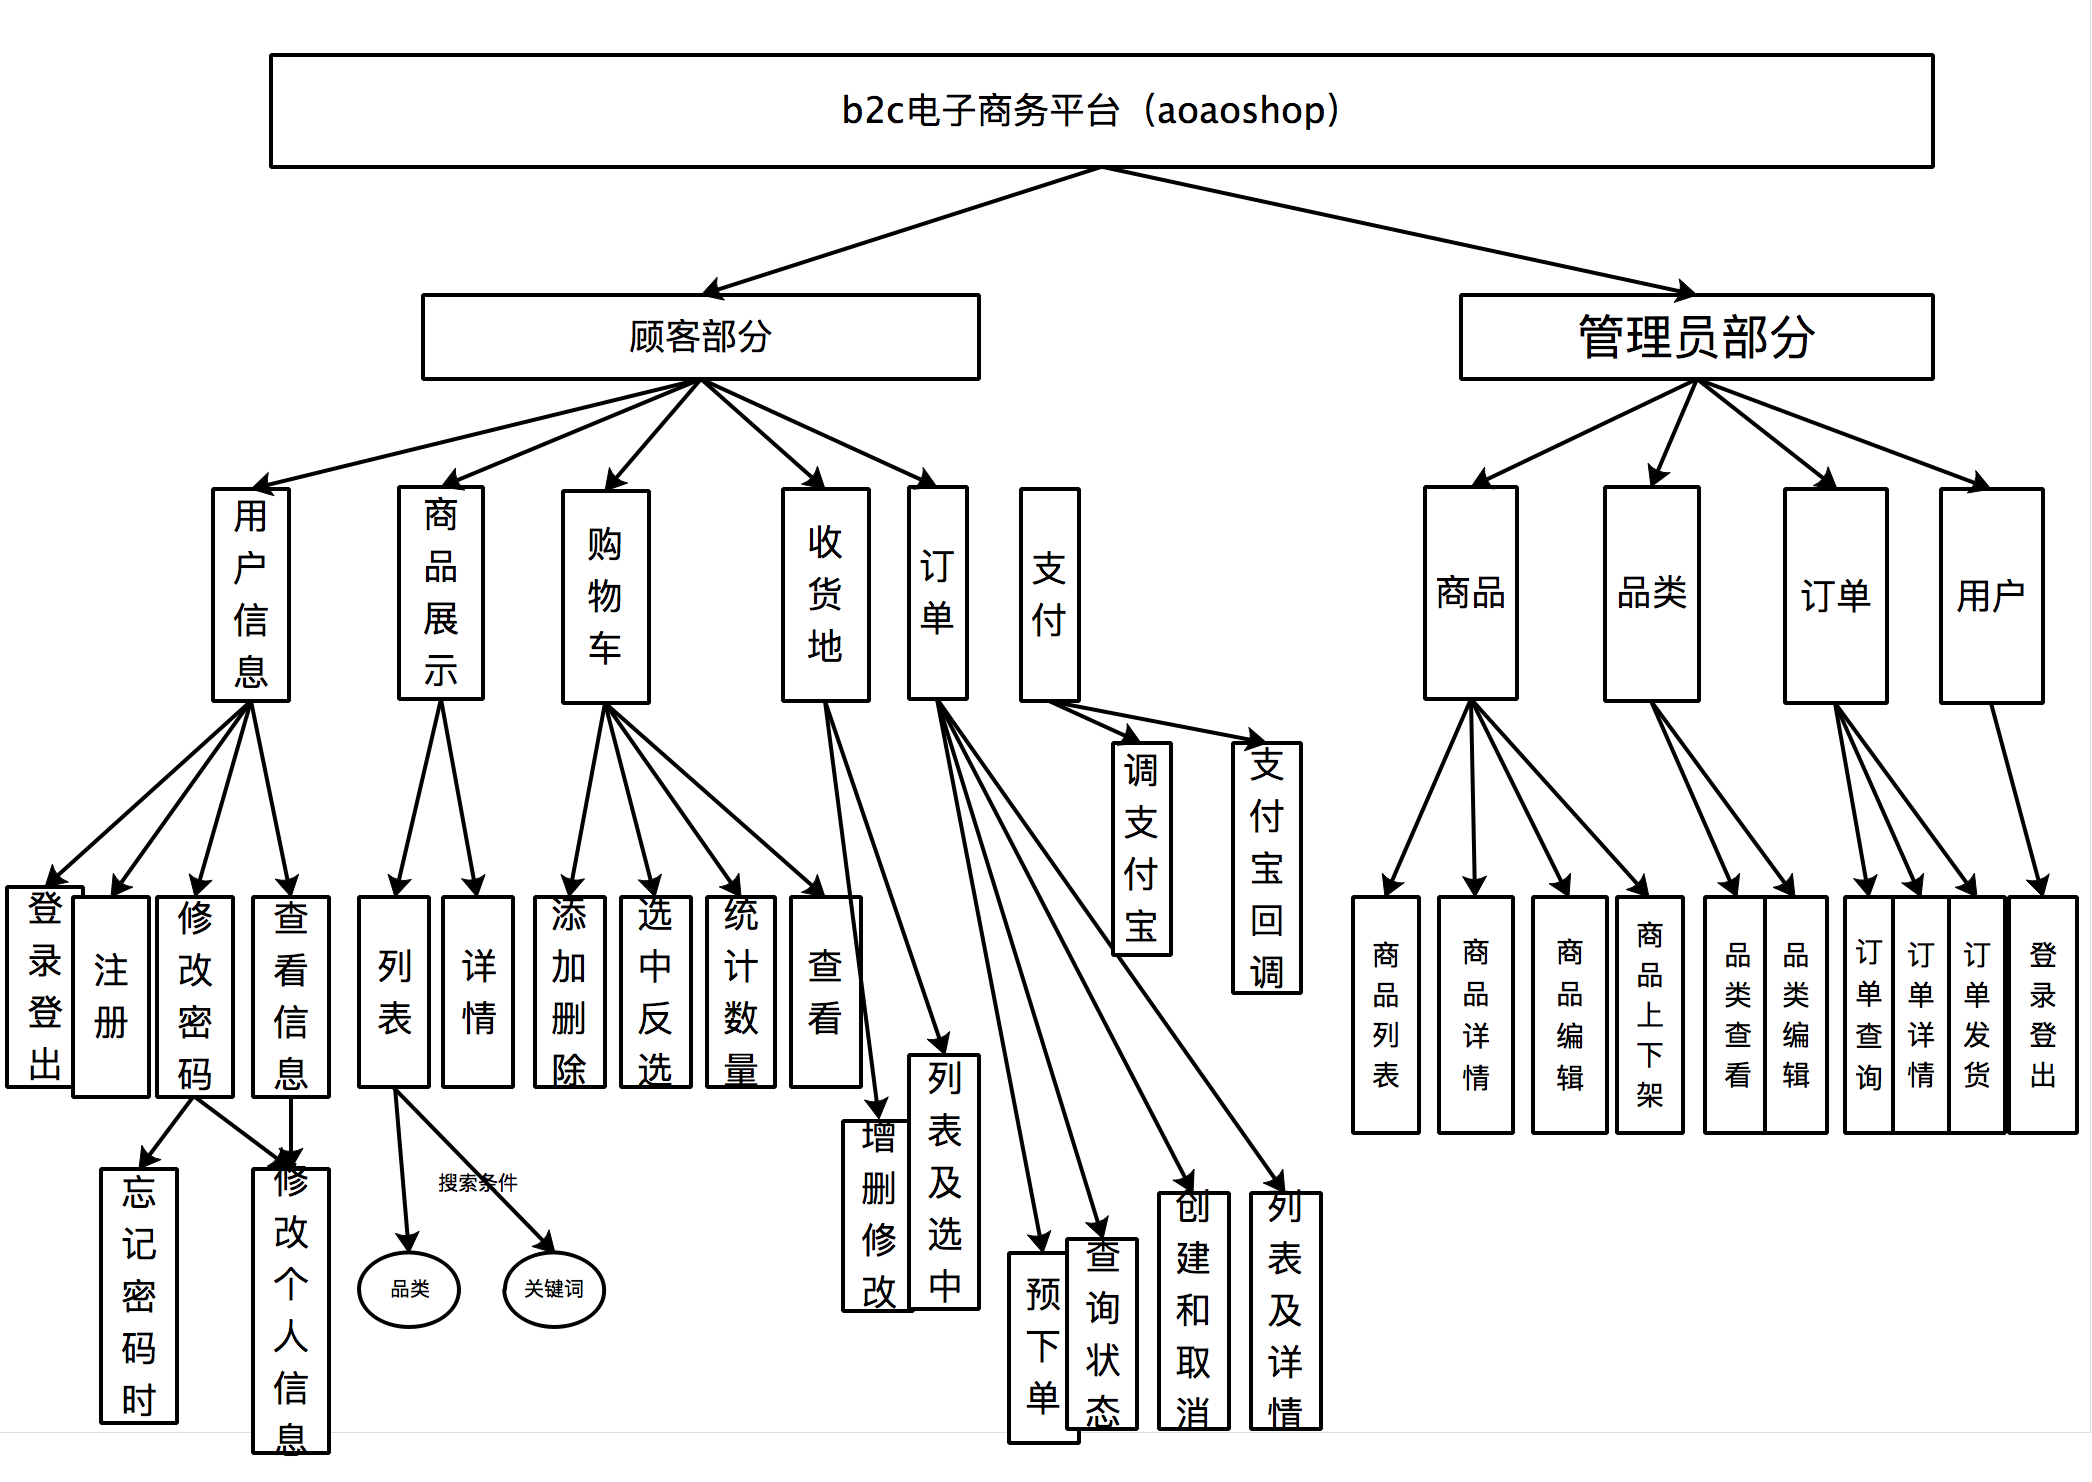 b2c电子商务平台（aoaoshop）
顾客部分
管理员部分
用户信息
商品展示
购物车
收货地
订单
支付
商品
品类
订单
用户
调支付宝
支付宝回调
登录登出
注册
修改密码
查看信息
列表
详情
添加删除
选中反选
统计数量
查看
商品列表
商品详情
商品编辑
商品上下架
品类查看
品类编辑
订单查询
订单详情
订单发货
登录登出
增删修改
列表及选中
忘记密码时
修改个人信息
搜索条件
品类
关键词
预下单
查询状态
创建和取消
列表及详情